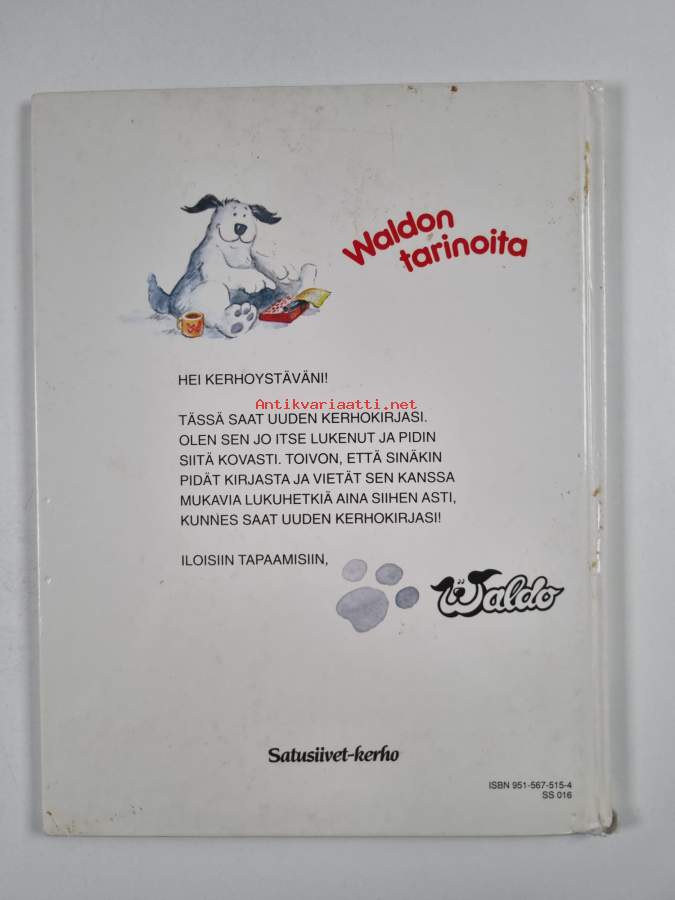 Waldon
tarinoita
HEI KERHOYSTÄVÄNI!
Antikvariaatti.net
TÄSSÄ SAAT UUDEN KERHOKIRJASI.
OLEN SEN JO ITSE LUKENUT JA PIDIN
SIITÄ KOVASTI. TOIVON, ETTÄ SINÄKIN
PIDÄT KIRJASTA JA VIETÄT SEN KANSSA
MUKAVIA LUKUHETKIÄ AINA SIIHEN ASTI,
KUNNES SAAT UUDEN KERHOKIRJASI!
ILOISIIN TAPAAMISIIN,
Waldo
Satusiivet-kerho
ISBN 951-567-515-4
SS 016